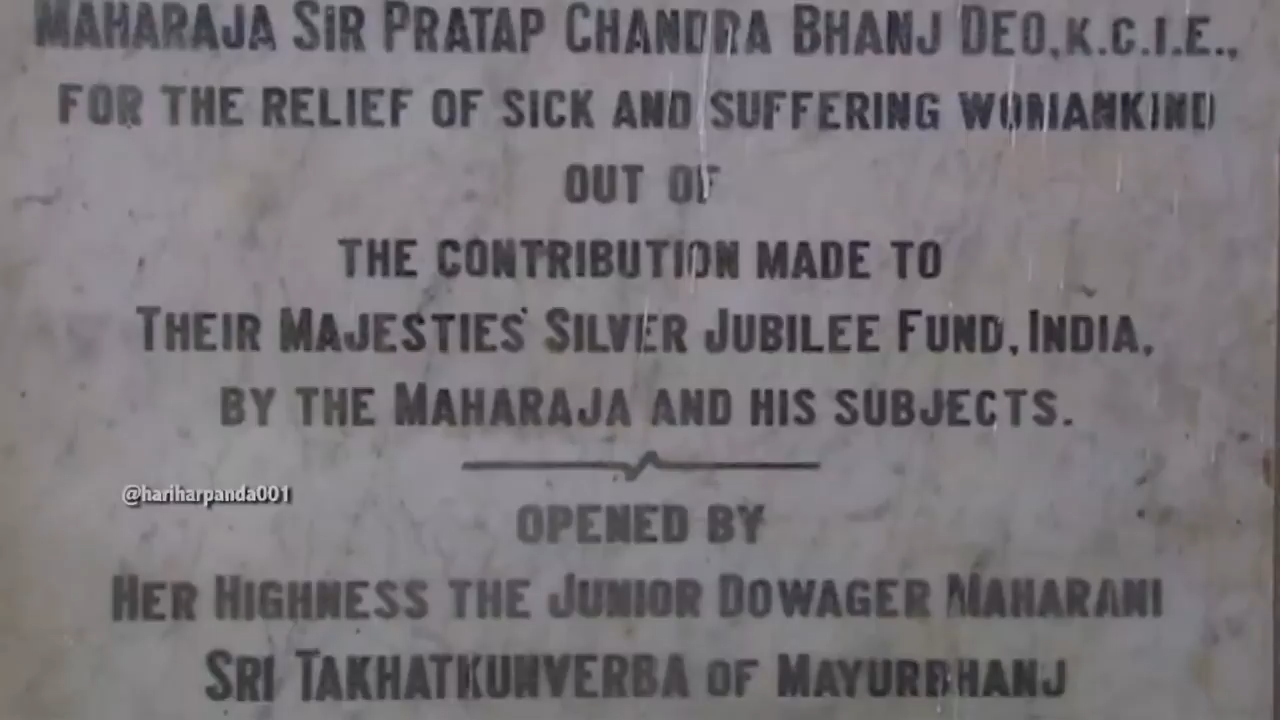 MAHARAJA SIR PRATAP CHANDRA BHANJ DEO, K.C.I.E.,
FOR THE RELIEF OF SICK AND SUFFERING WOMANKIND
OUT OF
THE CONTRIBUTION MADE TO
THEIR MAJESTIES' SILVER JUBILEE FUND, INDIA,
BY THE MAHARAJA AND HIS SUBJECTS.
@hariharpanda001
OPENED BY
HER HIGHNESS THE JUNIOR DOWAGER MAHARANI
SRI TAKHATKUNVERBA OF MAYURBHANJ